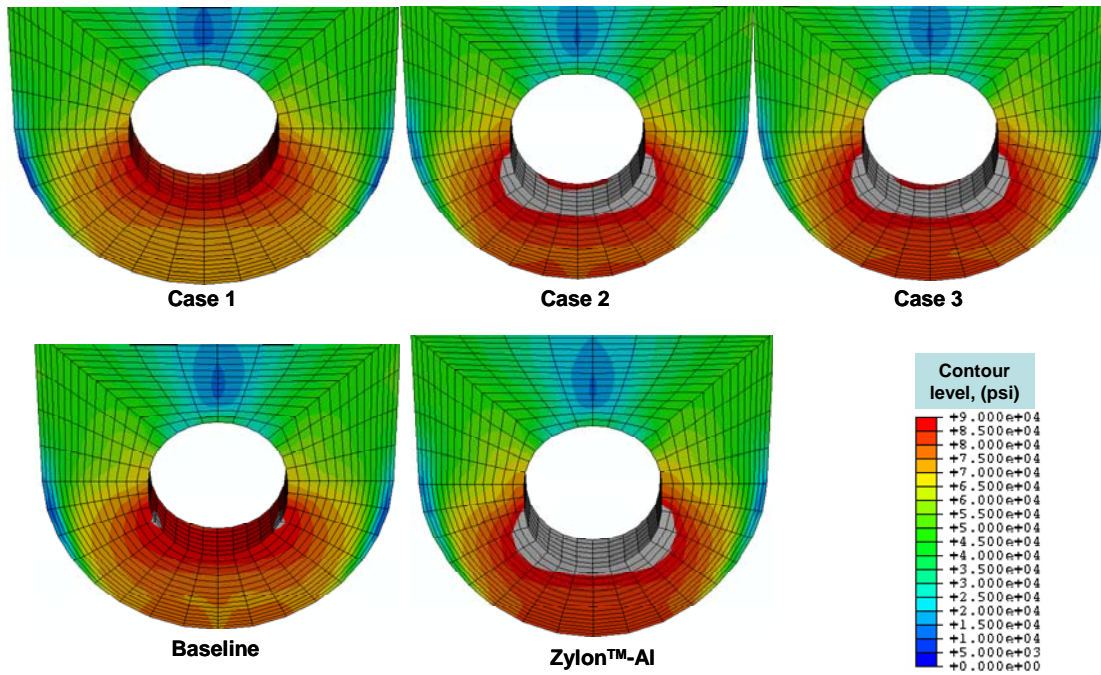 Case 1
Case 2
Case 3
Baseline
Zylon™-Al
Contour
level, (psi)
+9.000e+04
+8.500e+04
+8.000e+04
+7.500e+04
+7.000e+04
+6.500e+04
+6.000e+04
+5.500e+04
+5.000e+04
+4.500e+04
+4.000e+04
+3.500e+04
+3.000e+04
+2.500e+04
+2.000e+04
+1.500e+04
+1.000e+04
+5.000e+03
+0.000e+00